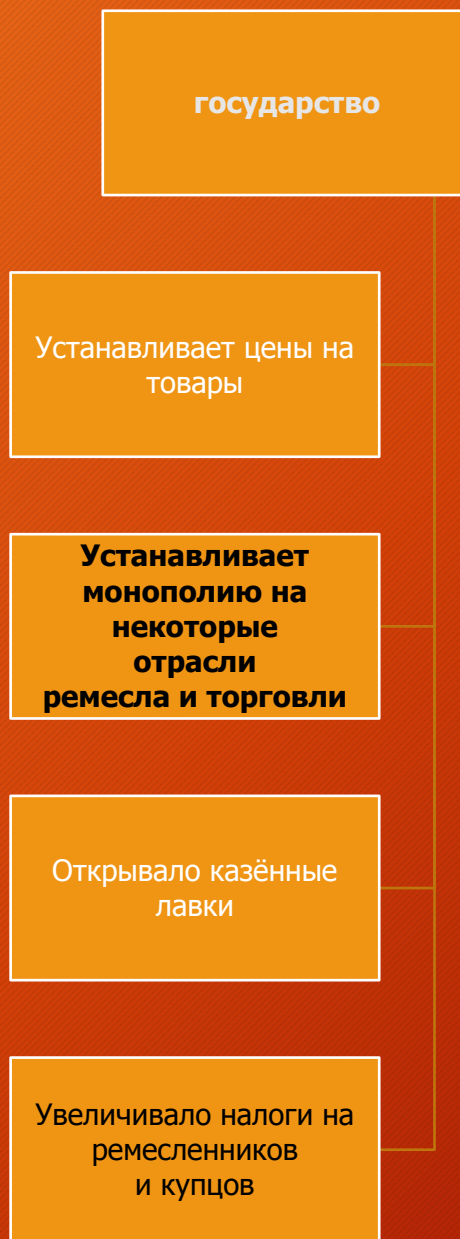 государство
Устанавливает цены на
товары
Устанавливает
монополию на
некоторые
отрасли
ремесла и торговли
Открывало казённые
лавки
Увеличивало налоги на
ремесленников
и купцов